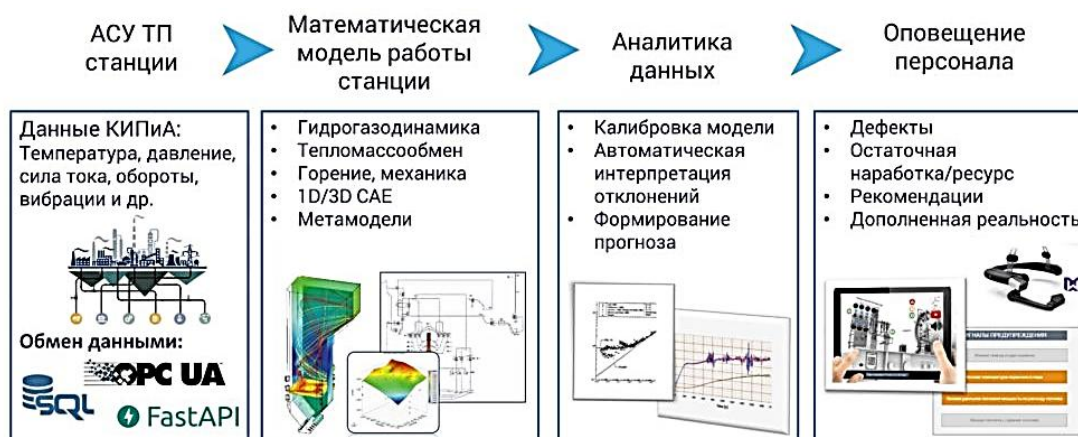 АСУ ТП
станции
Математическая
модель работы
станции
Аналитика
данных
Оповещение
персонала
Данные КИПиА:
Температура, давление,
сила тока, обороты,
вибрации и др.
Обмен данными:
OPC UA
SQL
FastAPI
• Гидрогазодинамика
• Тепломассообмен
• Горение, механика
• 1D/3D CAE
• Метамодели
• Калибровка модели
• Автоматическая
интерпретация
отклонений
• Формирование
прогноза
• Дефекты
• Остаточная
наработка/ресурс
• Рекомендации
• Дополненная реальность
ИГНАЛЫ ПРЕДУПРЕЖДЕНИЯ